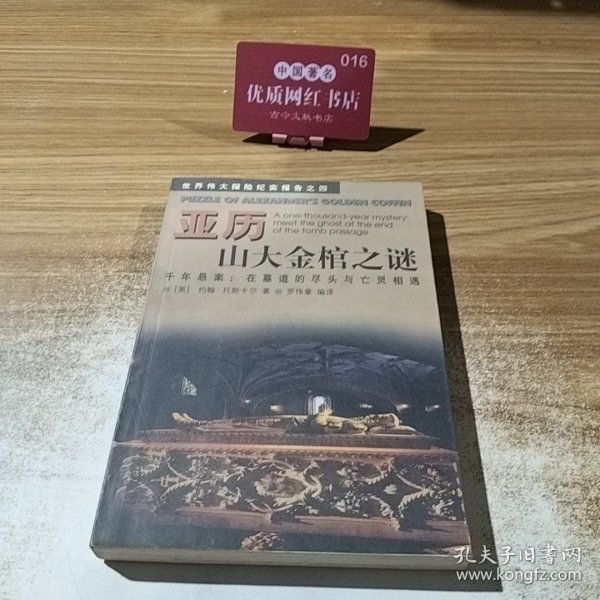 016
中国著名
优质网红书店
古今文献书店
世界伟大探险纪实报告之四
PUZZLE OF ALEXANDER'S GOLDEN COFFIN
亚历
A one-thousand-year mystery:
meet the ghost at the end
of the tomb passage
山大金棺之谜
千年悬案：在墓道的尽头与亡灵相遇
[美] 约翰·托斯卡尔 著 罗伟章 编译
孔夫子旧书网
www.kongfz.com